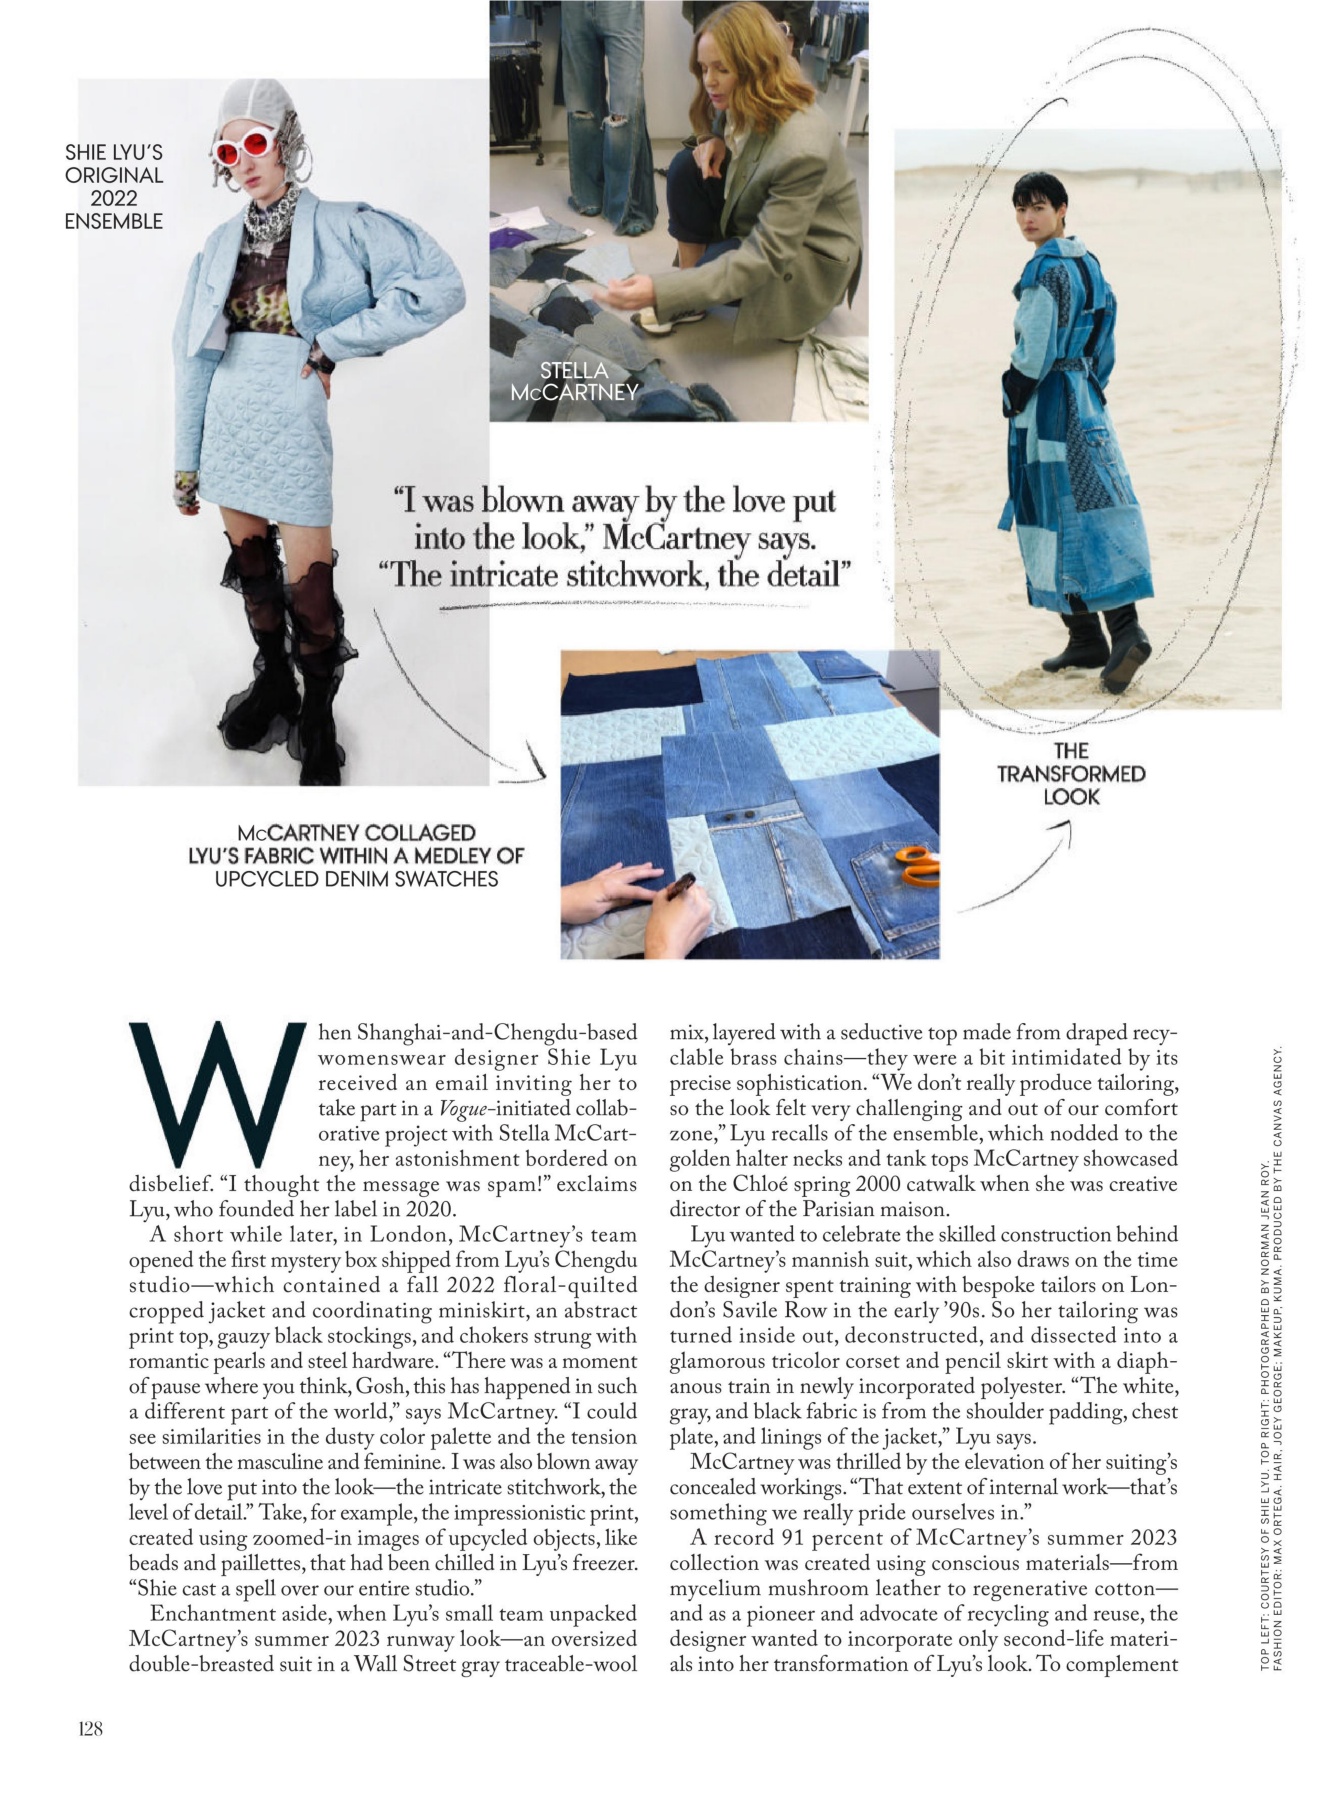 SHIE LYU'S
ORIGINAL
2022
ENSEMBLE
STELLA
McCARTNEY
“I was blown away by the love put
into the look,” McCartney says.
“The intricate stitchwork, the detail”
THE
TRANSFORMED
LOOK
McCARTNEY COLLAGED
LYU'S FABRIC WITHIN A MEDLEY OF
UPCYCLED DENIM SWATCHES
When Shanghai-and-Chengdu-based
womenswear designer Shie Lyu
received an email inviting her to
take part in a Vogue-initiated collab-
orative project with Stella McCart-
ney, her astonishment bordered on
disbelief. “I thought the message was spam!” exclaims
Lyu, who founded her label in 2020.
A short while later, in London, McCartney’s team
opened the first mystery box shipped from Lyu’s Chengdu
studio—which contained a fall 2022 floral-quilted
cropped jacket and coordinating miniskirt, an abstract
print top, gauzy black stockings, and chokers strung with
romantic pearls and steel hardware. “There was a moment
of pause where you think, Gosh, this has happened in such
a different part of the world,” says McCartney. “I could
see similarities in the dusty color palette and the tension
between the masculine and feminine. I was also blown away
by the love put into the look—the intricate stitchwork, the
level of detail.” Take, for example, the impressionistic print,
created using zoomed-in images of upcycled objects, like
beads and paillettes, that had been chilled in Lyu’s freezer.
“Shie cast a spell over our entire studio.”
Enchantment aside, when Lyu’s small team unpacked
McCartney’s summer 2023 runway look—an oversized
double-breasted suit in a Wall Street gray traceable-wool
mix, layered with a seductive top made from draped recy-
clable brass chains—they were a bit intimidated by its
precise sophistication. “We don’t really produce tailoring,
so the look felt very challenging and out of our comfort
zone,” Lyu recalls of the ensemble, which nodded to the
golden halter necks and tank tops McCartney showcased
on the Chloé spring 2000 catwalk when she was creative
director of the Parisian maison.
Lyu wanted to celebrate the skilled construction behind
McCartney’s mannish suit, which also draws on the time
the designer spent training with bespoke tailors on Lon-
don’s Savile Row in the early ’90s. So her tailoring was
turned inside out, deconstructed, and dissected into a
glamorous tricolor corset and pencil skirt with a diaph-
anous train in newly incorporated polyester. “The white,
gray, and black fabric is from the shoulder padding, chest
plate, and linings of the jacket,” Lyu says.
McCartney was thrilled by the elevation of her suiting’s
concealed workings. “That extent of internal work—that’s
something we really pride ourselves in.”
A record 91 percent of McCartney’s summer 2023
collection was created using conscious materials—from
mycelium mushroom leather to regenerative cotton—
and as a pioneer and advocate of recycling and reuse, the
designer wanted to incorporate only second-life materi-
als into her transformation of Lyu’s look. To complement
TOP LEFT: COURTESY OF SHIE LYU. TOP RIGHT: PHOTOGRAPHED BY NORMAN JEAN ROY.
FASHION EDITOR: MAX ORTEGA. HAIR, JOEY GEORGE; MAKEUP, KUMA. PRODUCED BY THE CANVAS AGENCY.
128